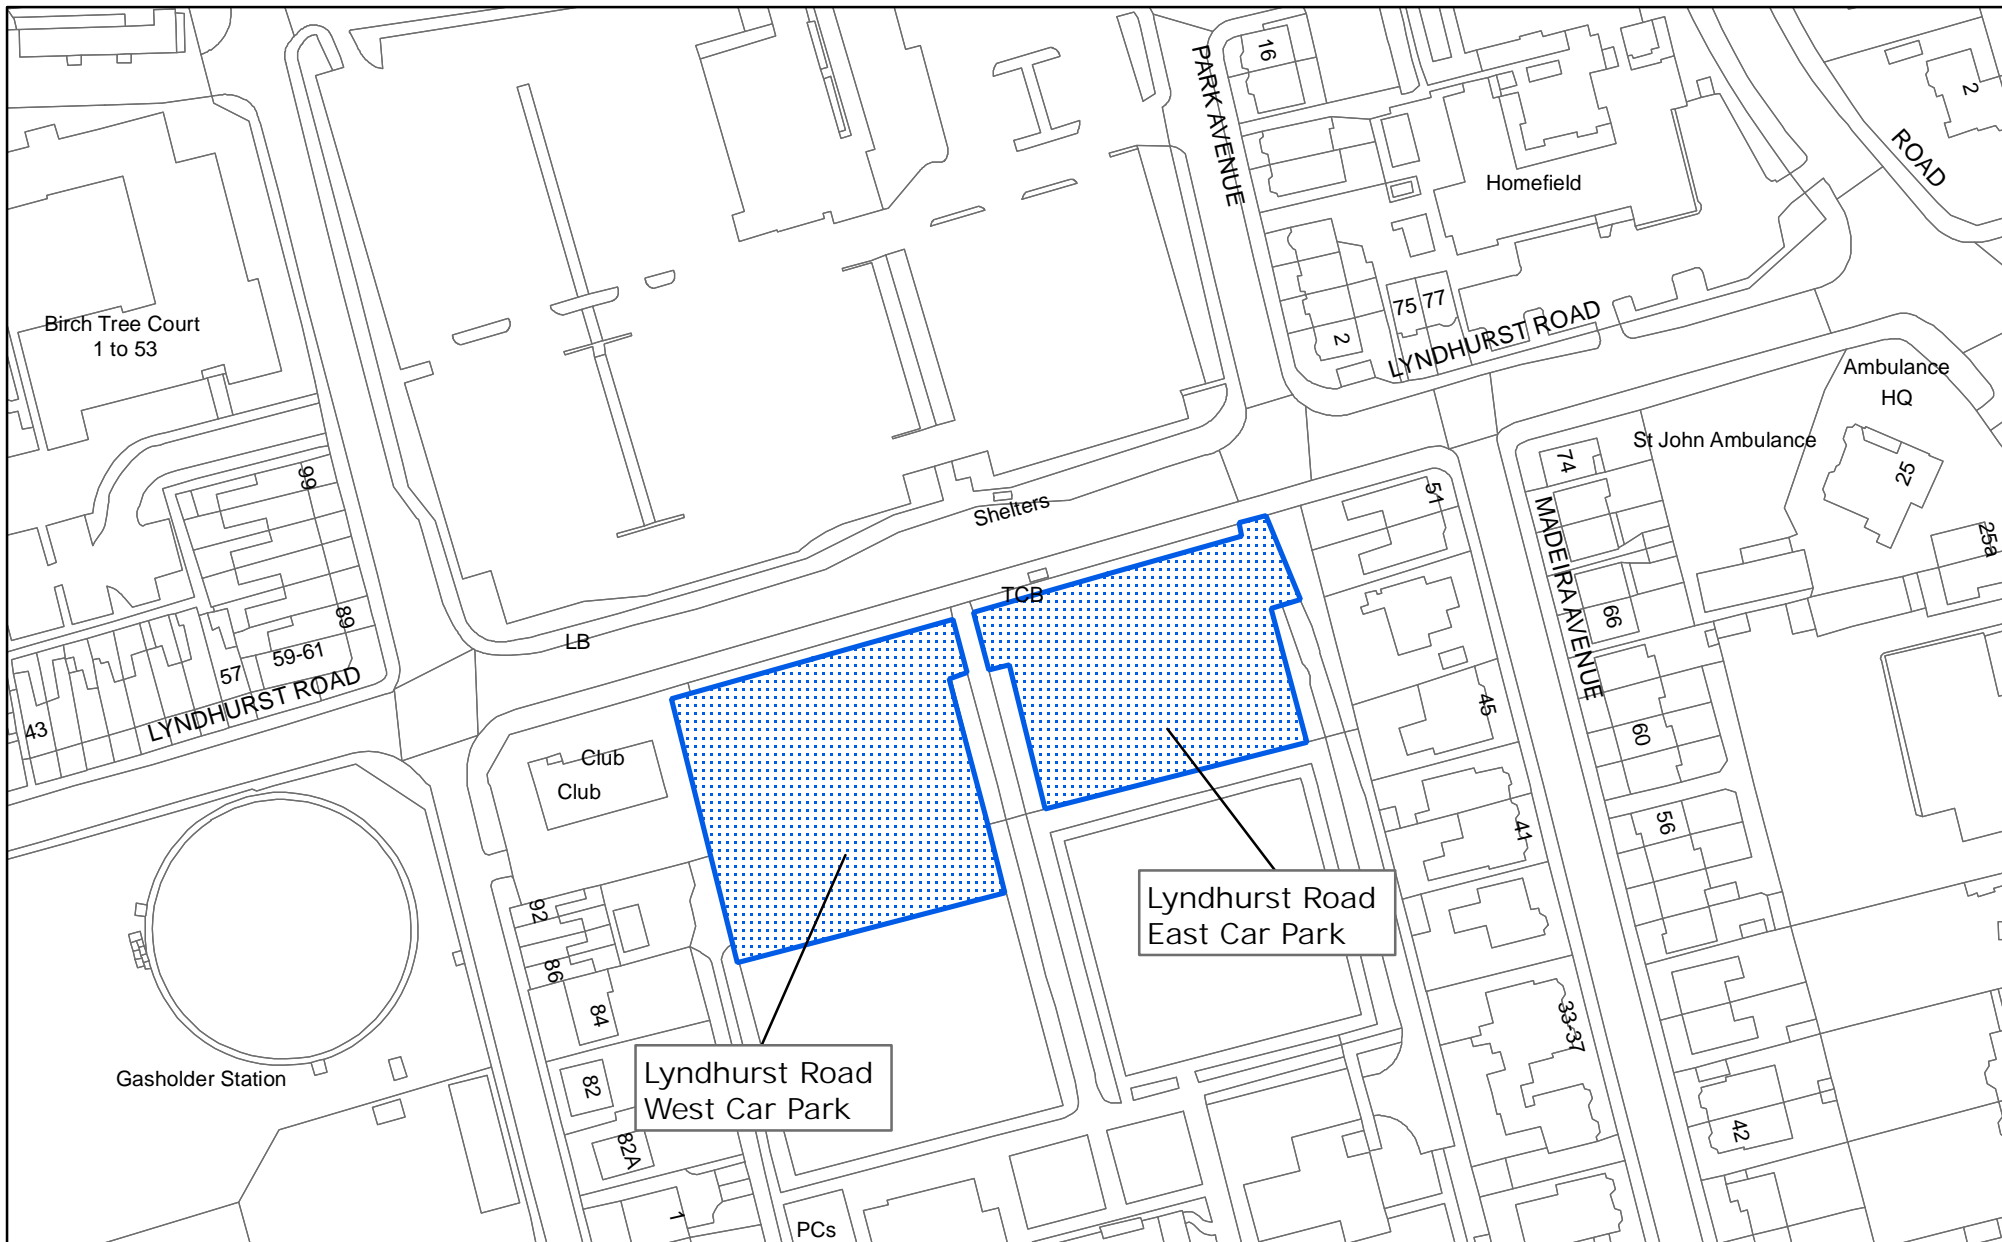 16
PARK AVENUE
2
ROAD
Homefield
Birch Tree Court
1 to 53
75
77
2
LYNDHURST ROAD
Ambulance
HQ
St John Ambulance
25
25a
99
74
51
Shelters
MADEIRA AVENUE
TCB
89
66
LB
59-61
57
LYNDHURST ROAD
43
45
60
Club
Club
56
41
Lyndhurst Road
East Car Park
92
86
84
33-37
Gasholder Station
82
Lyndhurst Road
West Car Park
82A
42
1
PCs